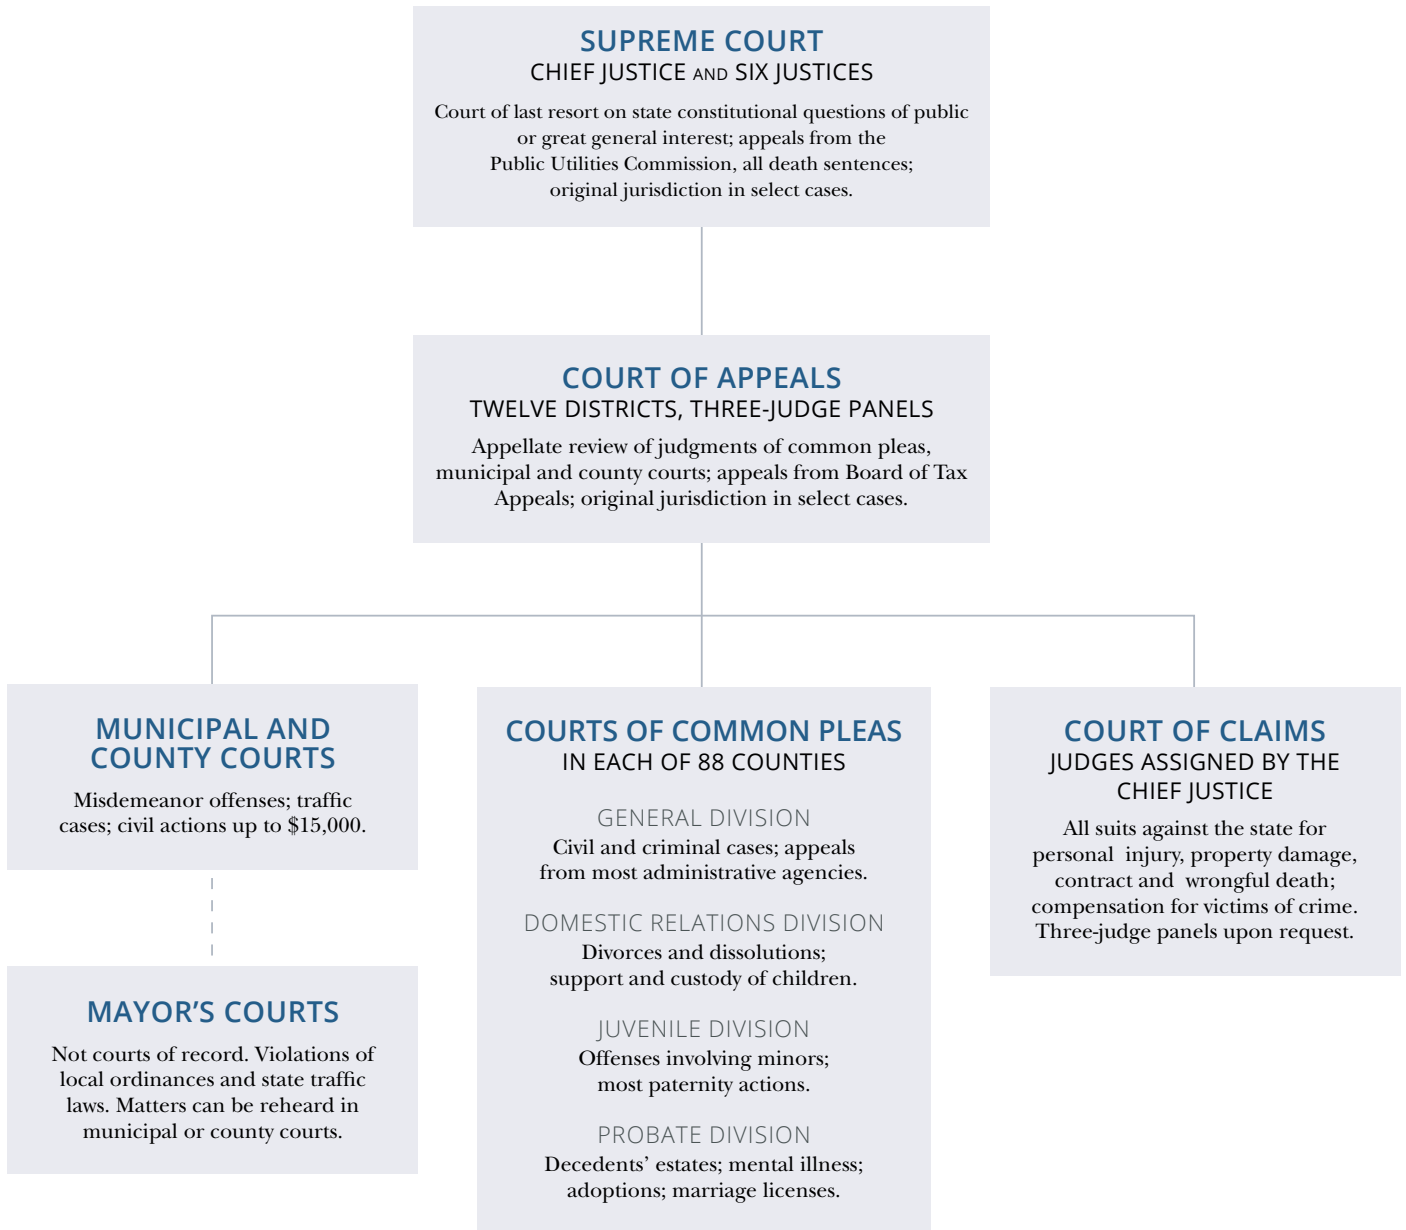 SUPREME COURT
CHIEF JUSTICE AND SIX JUSTICES
Court of last resort on state constitutional questions of public
or great general interest; appeals from the
Public Utilities Commission, all death sentences;
original jurisdiction in select cases.
COURT OF APPEALS
TWELVE DISTRICTS, THREE-JUDGE PANELS
Appellate review of judgments of common pleas,
municipal and county courts; appeals from Board of Tax
Appeals; original jurisdiction in select cases.
MUNICIPAL AND
COUNTY COURTS
Misdemeanor offenses; traffic
cases; civil actions up to $15,000.
MAYOR’S COURTS
Not courts of record. Violations of
local ordinances and state traffic
laws. Matters can be reheard in
municipal or county courts.
COURTS OF COMMON PLEAS
IN EACH OF 88 COUNTIES
GENERAL DIVISION
Civil and criminal cases; appeals
from most administrative agencies.
DOMESTIC RELATIONS DIVISION
Divorces and dissolutions;
support and custody of children.
JUVENILE DIVISION
Offenses involving minors;
most paternity actions.
PROBATE DIVISION
Decedents’ estates; mental illness;
adoptions; marriage licenses.
COURT OF CLAIMS
JUDGES ASSIGNED BY THE
CHIEF JUSTICE
All suits against the state for
personal injury, property damage,
contract and wrongful death;
compensation for victims of crime.
Three-judge panels upon request.